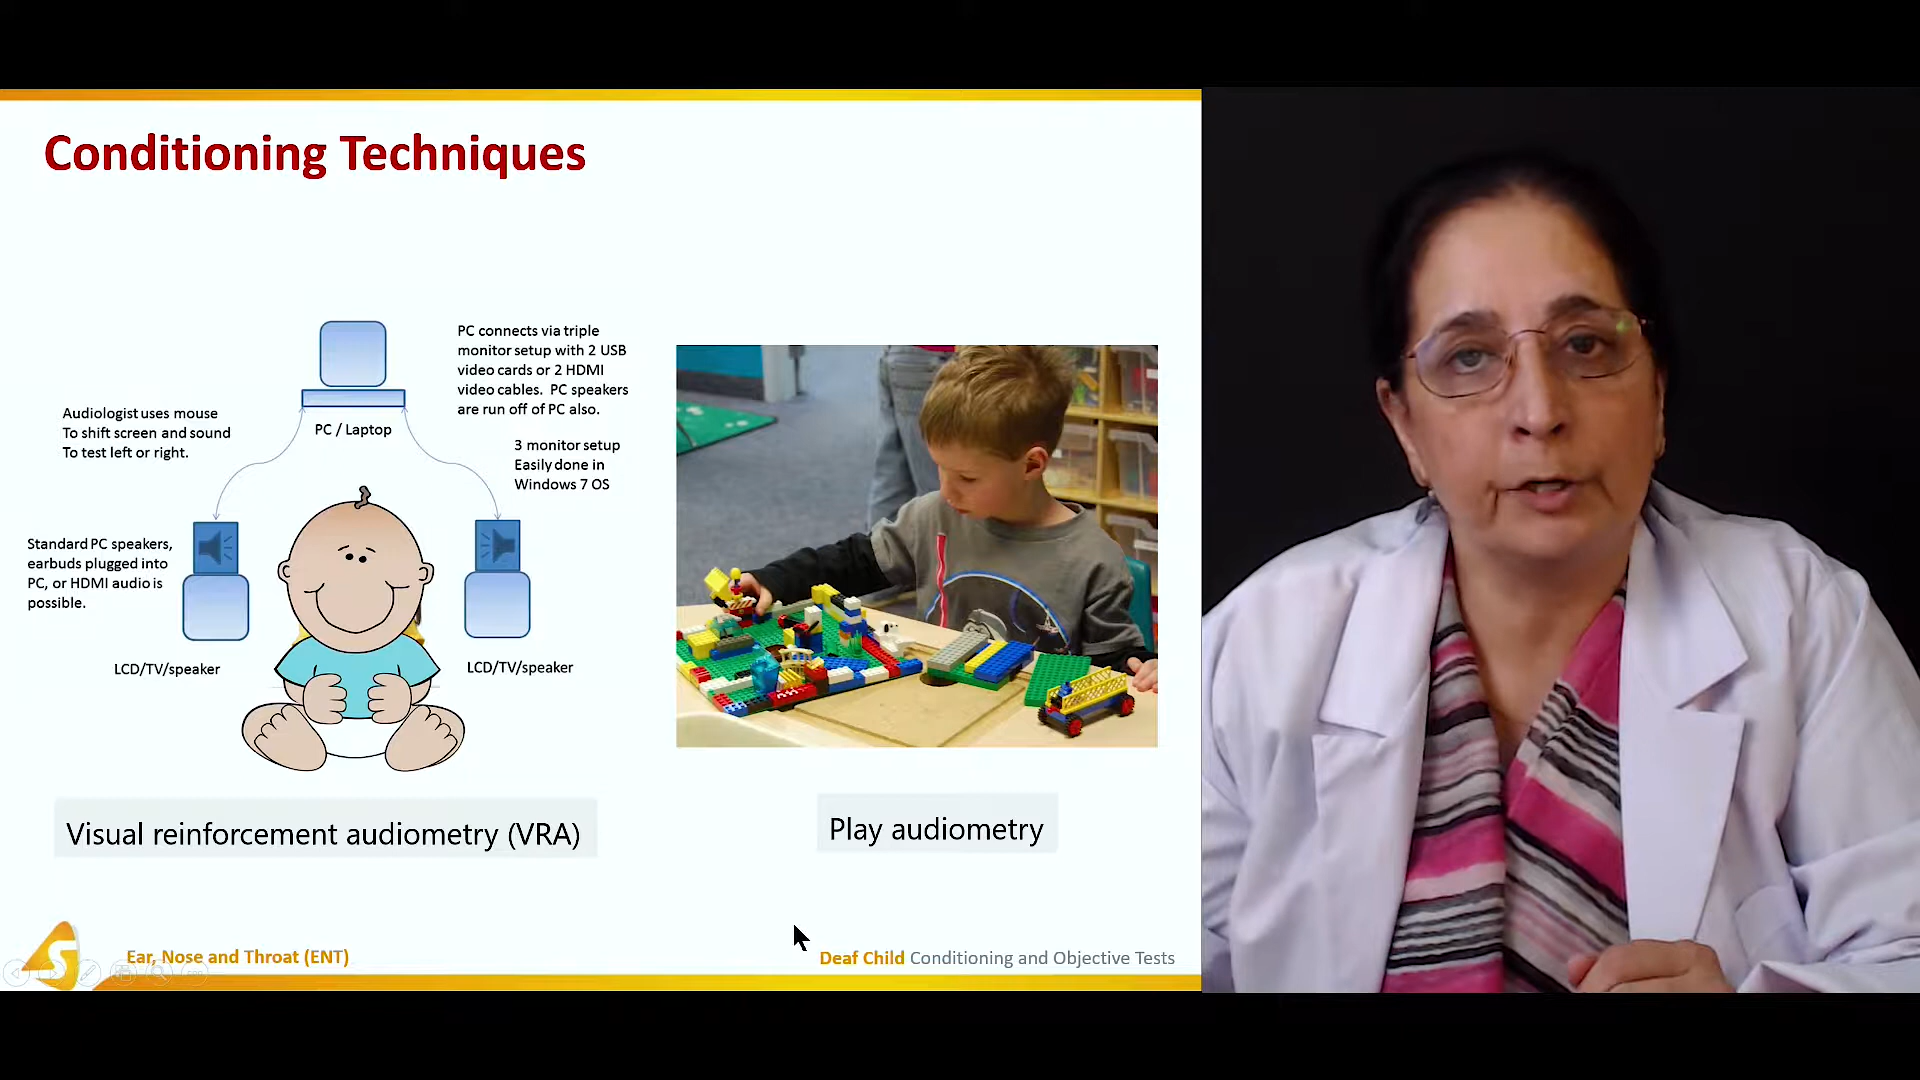 Conditioning Techniques
PC connects via triple
monitor setup with 2 USB
video cards or 2 HDMI
video cables. PC speakers
are run off of PC also.
Audiologist uses mouse
To shift screen and sound
To test left or right.
PC / Laptop
3 monitor setup
Easily done in
Windows 7 OS
Standard PC speakers,
earbuds plugged into
PC, or HDMI audio is
possible.
LCD/TV/speaker
LCD/TV/speaker
Visual reinforcement audiometry (VRA)
Play audiometry
S
Ear, Nose and Throat (ENT)
Deaf Child Conditioning and Objective Tests